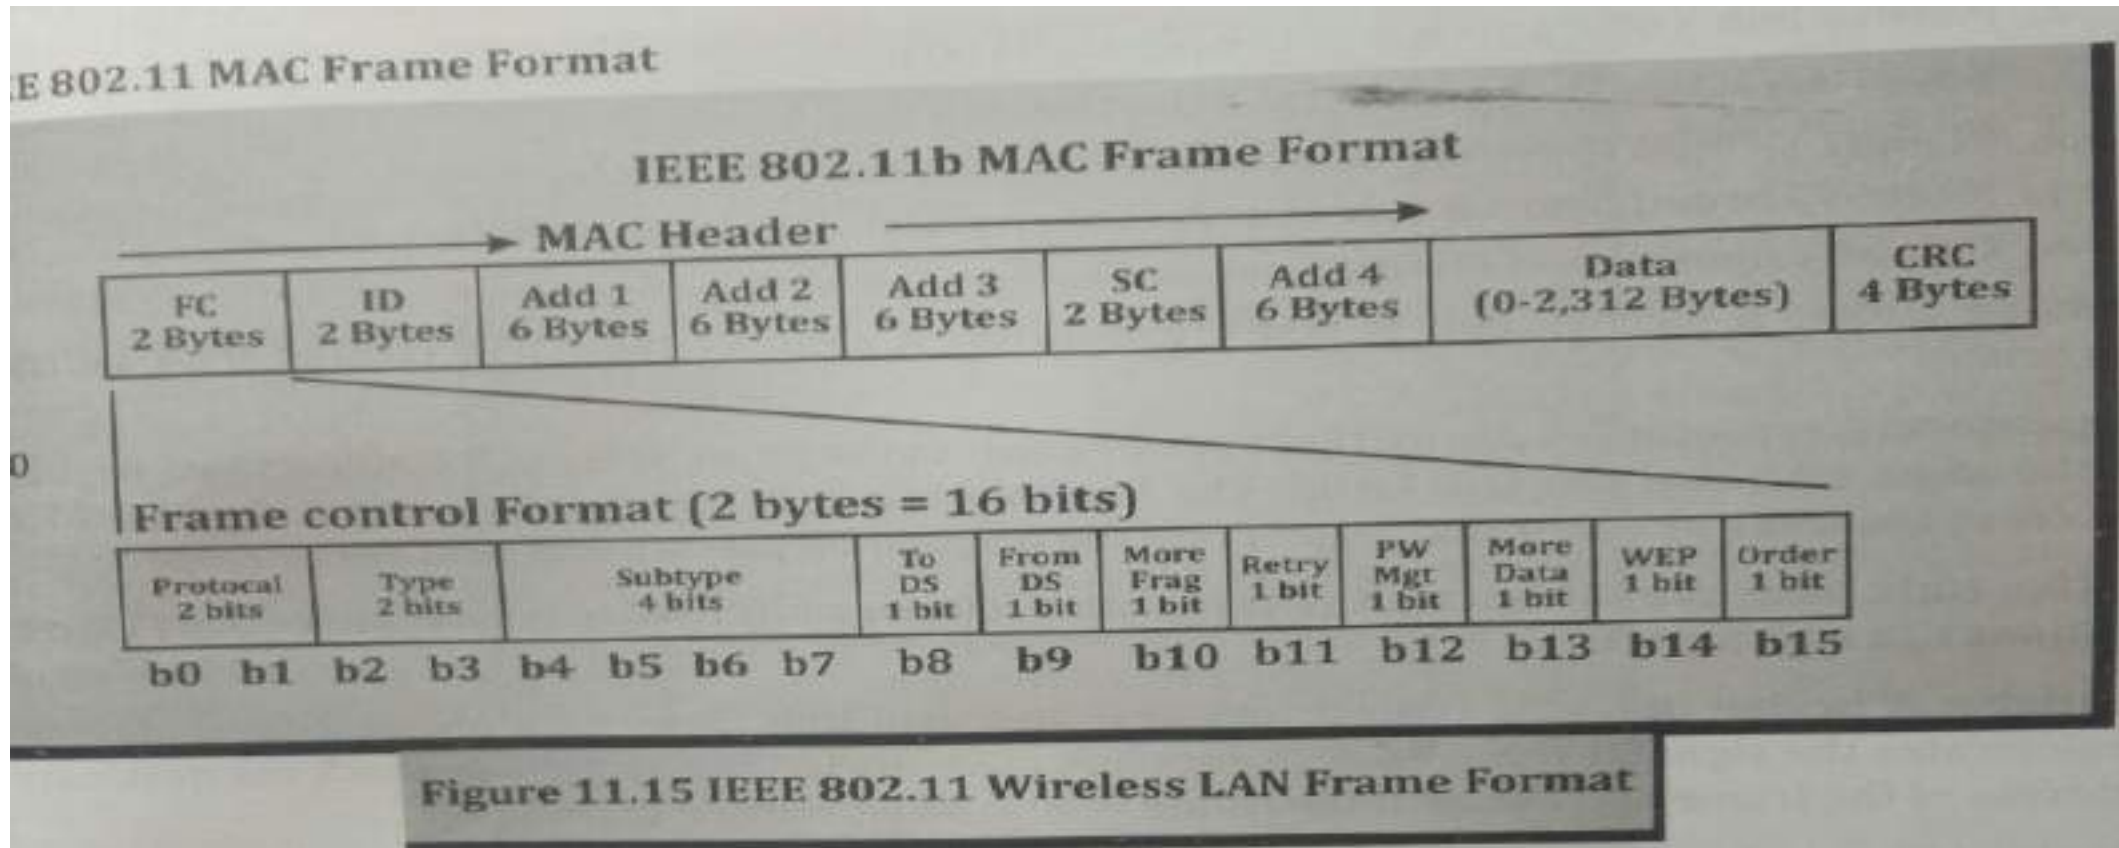 E 802.11 MAC Frame Format
IEEE 802.11b MAC Frame Format
MAC Header
FC
2 Bytes
ID
2 Bytes
Add 1
6 Bytes
Add 2
6 Bytes
Add 3
6 Bytes
SC
2 Bytes
Add 4
6 Bytes
Data
(0-2,312 Bytes)
CRC
4 Bytes
0
Frame control Format (2 bytes = 16 bits)
Protocal
2 bits
Type
2 bits
Subtype
4 bits
To
DS
1 bit
From
DS
1 bit
More
Frag
1 bit
Retry
1 bit
PW
Mgt
1 bit
More
Data
1 bit
WEP
1 bit
Order
1 bit
b0 b1 b2 b3 b4 b5 b6 b7 b8 b9 b10 b11 b12 b13 b14 b15
Figure 11.15 IEEE 802.11 Wireless LAN Frame Format